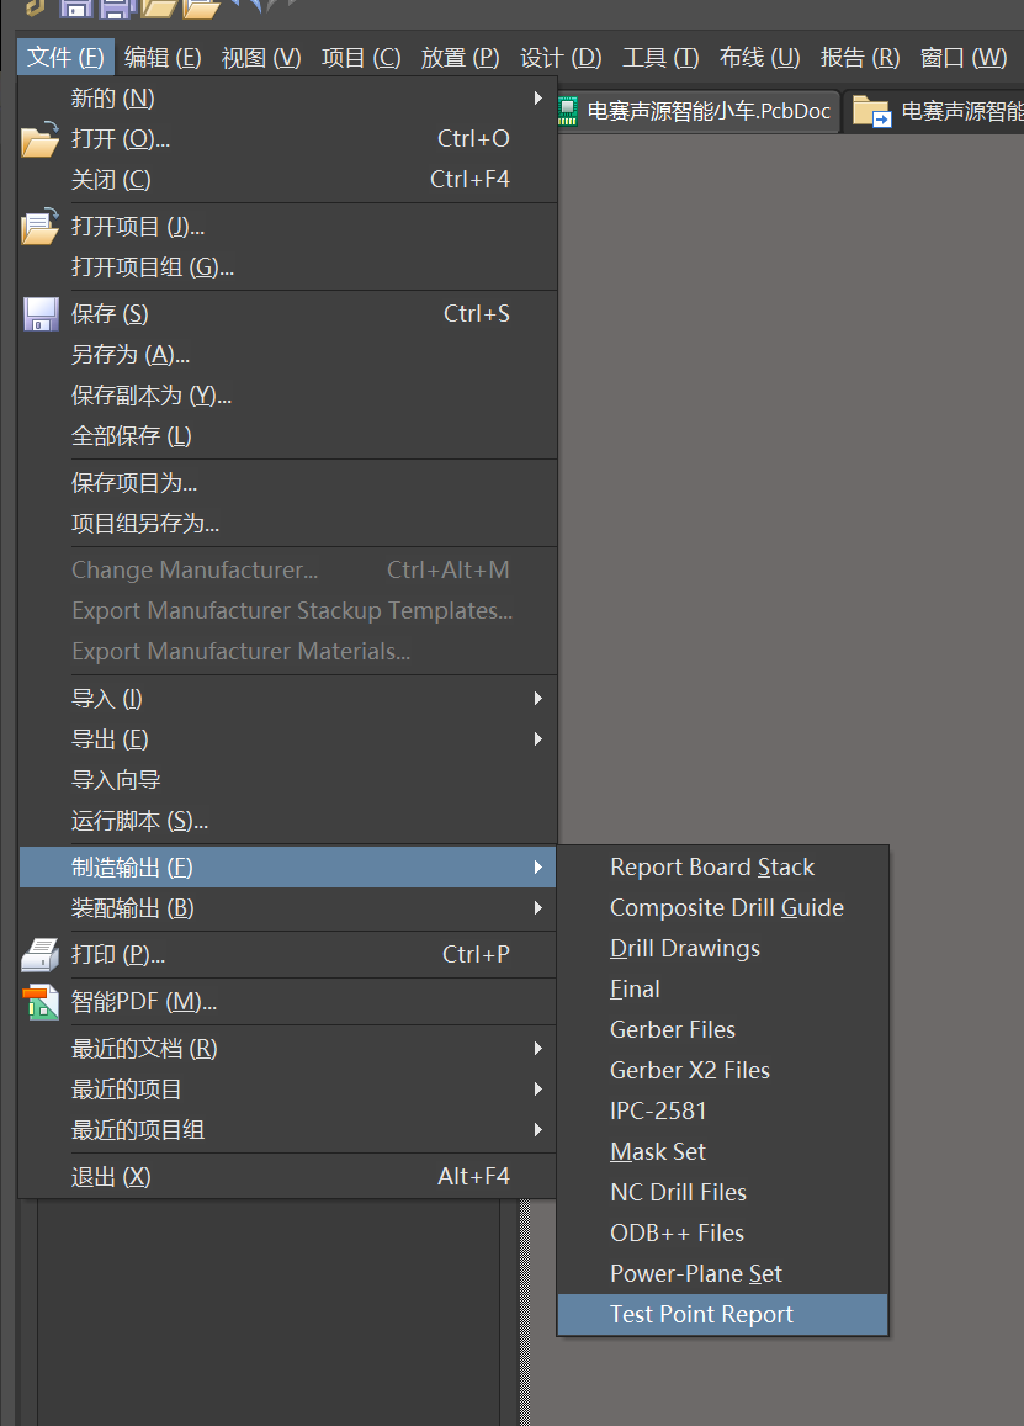 文件 (F) 编辑 (E) 视图 (V) 项目 (C) 放置 (P) 设计 (D) 工具 (T) 布线 (U) 报告 (R) 窗口 (W)
电赛声源智能小车.PcbDoc 电赛声源智能
新的 (N)
打开 (O)... Ctrl+O
关闭 (C) Ctrl+F4
打开项目 (J)...
打开项目组 (G)...
保存 (S) Ctrl+S
另存为 (A)...
保存副本为 (Y)...
全部保存 (L)
保存项目为...
项目组另存为...
Change Manufacturer... Ctrl+Alt+M
Export Manufacturer Stackup Templates...
Export Manufacturer Materials...
导入 (I)
导出 (E)
导入向导
运行脚本 (S)...
制造输出 (F)
装配输出 (B)
打印 (P)... Ctrl+P
智能PDF (M)...
最近的文档 (R)
最近的项目
最近的项目组
退出 (X) Alt+F4
Report Board Stack
Composite Drill Guide
Drill Drawings
Final
Gerber Files
Gerber X2 Files
IPC-2581
Mask Set
NC Drill Files
ODB++ Files
Power-Plane Set
Test Point Report